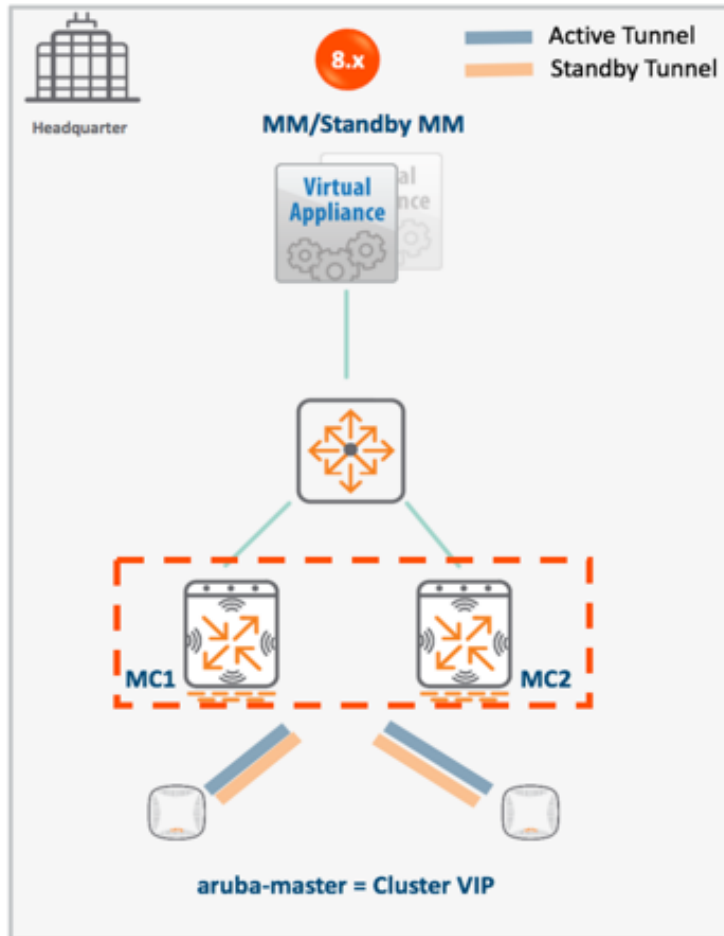 Active Tunnel
Standby Tunnel
8.x
Headquarter
MM/Standby MM
Virtual
Appliance
MC1
MC2
aruba-master = Cluster VIP